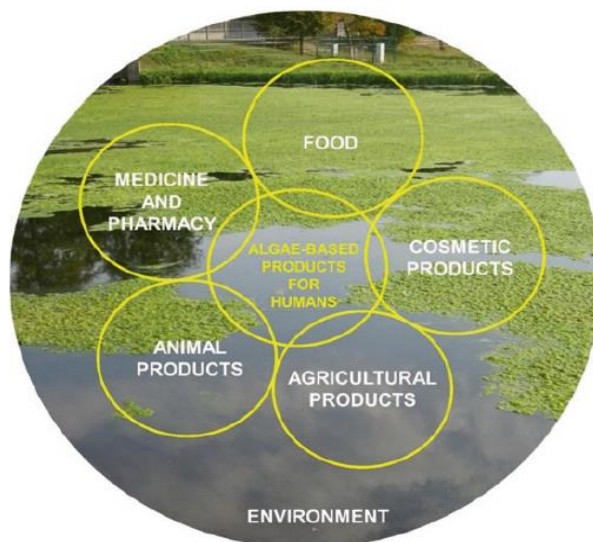 FOOD
MEDICINE
AND
PHARMACY
ALGAE-BASED
PRODUCTS
FOR
HUMANS
COSMETIC
PRODUCTS
ANIMAL
PRODUCTS
AGRICULTURAL
PRODUCTS
ENVIRONMENT